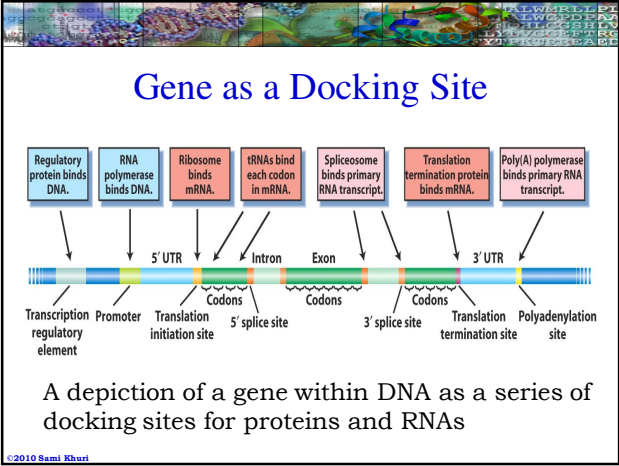 ALWMRLLPI
ALWGPDPAA
Gene as a Docking Site
Regulatory
protein binds
DNA.
RNA
polymerase
binds DNA.
Ribosome
binds
mRNA.
tRNAs bind
each codon
in mRNA.
Spliceosome
binds primary
RNA transcript.
Translation
termination protein
binds mRNA.
Poly(A) polymerase
binds primary RNA
transcript.
5′ UTR
Intron
Exon
3′ UTR
Codons
Codons
Codons
Transcription
regulatory
element
Promoter
Translation
initiation site
5′ splice site
3′ splice site
Translation
termination site
Polyadenylation
site
A depiction of a gene within DNA as a series of
docking sites for proteins and RNAs
©2010 Sami Khuri